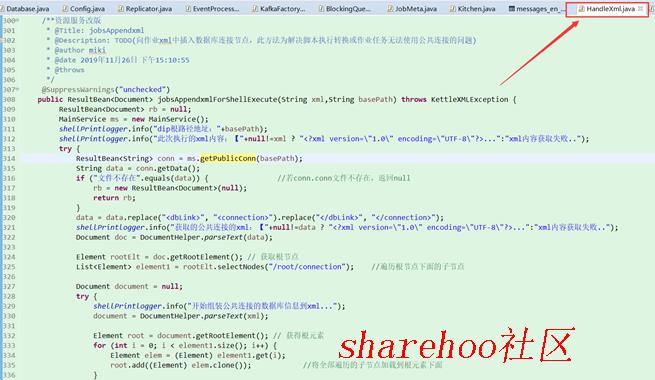 Database.java Config.java Replicator.java EventProcess... KafkaFactory... BlockingQue... JobMeta.java Kitchen.java messages_en_... HandleXml.java
300 /**资源服务改版
301 * @Title: jobsAppendxml
302 * @Description: TODO(向作业xml中插入数据库连接节点，此方法为解决脚本执行转换或作业任务无法使用公共连接的问题)
303 * @author miki
304 * @date 2019年11月26日 下午15:10:55
305 * @throws
306 */
307 @SuppressWarnings("unchecked")
308 public ResultBean<Document> jobsAppendxmlForShellExecute(String xml,String basePath) throws KettleXMLException {
309 ResultBean<Document> rb = null;
310 MainService ms = new MainService();
311 shellPrintlogger.info("dip根路径地址："+basePath);
312 shellPrintlogger.info("此次执行的xml内容：【"+null!=xml ? "<?xml version=\"1.0\" encoding=\"UTF-8\"?>...":"xml内容获取失败..");
313 try {
314 ResultBean<String> conn = ms.getPublicConn(basePath);
315 String data = conn.getData();
316 if ("文件不存在".equals(data)) { //若conn.conn文件不存在，返回null
317 rb = new ResultBean<Document>(null);
318 return rb;
319 }
320 data = data.replace("<dbLink>", "<connection>").replace("</dbLink>", "</connection>");
321 shellPrintlogger.info("获取的公共连接的xml：【"+null!=data ? "<?xml version=\"1.0\" encoding=\"UTF-8\"?>...":"xml内容获取失败..");
322 Document doc = DocumentHelper.parseText(data);
323
324 Element rootElt = doc.getRootElement(); // 获取根节点
325 List<Element> element1 = rootElt.selectNodes("/root/connection"); //遍历根节点下面的子节点
326
327 Document document = null;
328 try {
329 shellPrintlogger.info("开始组装公共连接的数据库信息到xml...");
330 document = DocumentHelper.parseText(xml);
331
332 Element root = document.getRootElement(); // 获得根元素
333 for (int i = 0; i < element1.size(); i++) {
334 Element elem = (Element) element1.get(i);
335 root.add((Element) elem.clone()); //将全部遍历的子节点加载到根元素下面
336 }
sharehoo社区